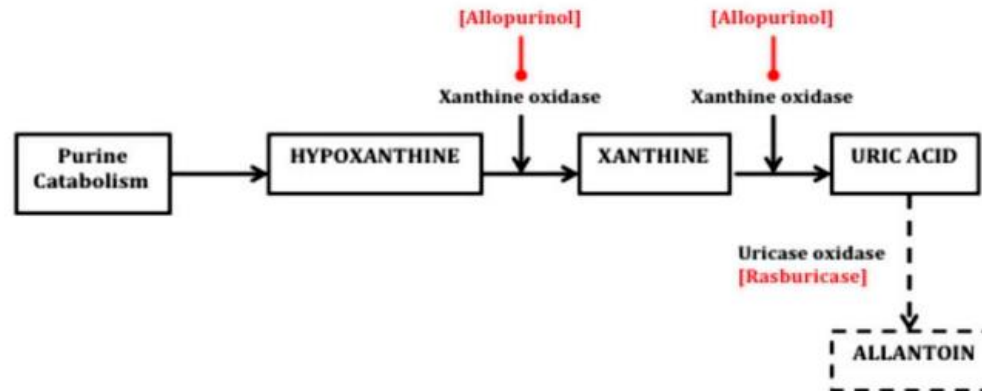 [Allopurinol]
[Allopurinol]
Xanthine oxidase
Xanthine oxidase
Purine
Catabolism
HYPOXANTHINE
XANTHINE
URIC ACID
Uricase oxidase
[Rasburicase]
ALLANTOIN